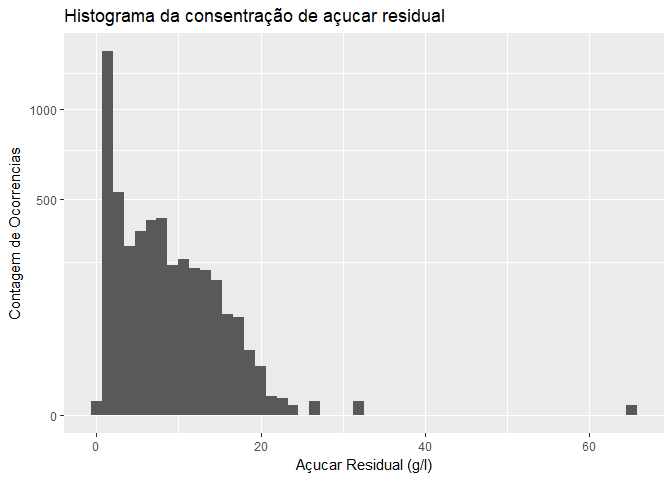 Histograma da consentração de açucar residual
1000
500
0
Contagem de Ocorrencias
0 20 40 60
Açucar Residual (g/l)